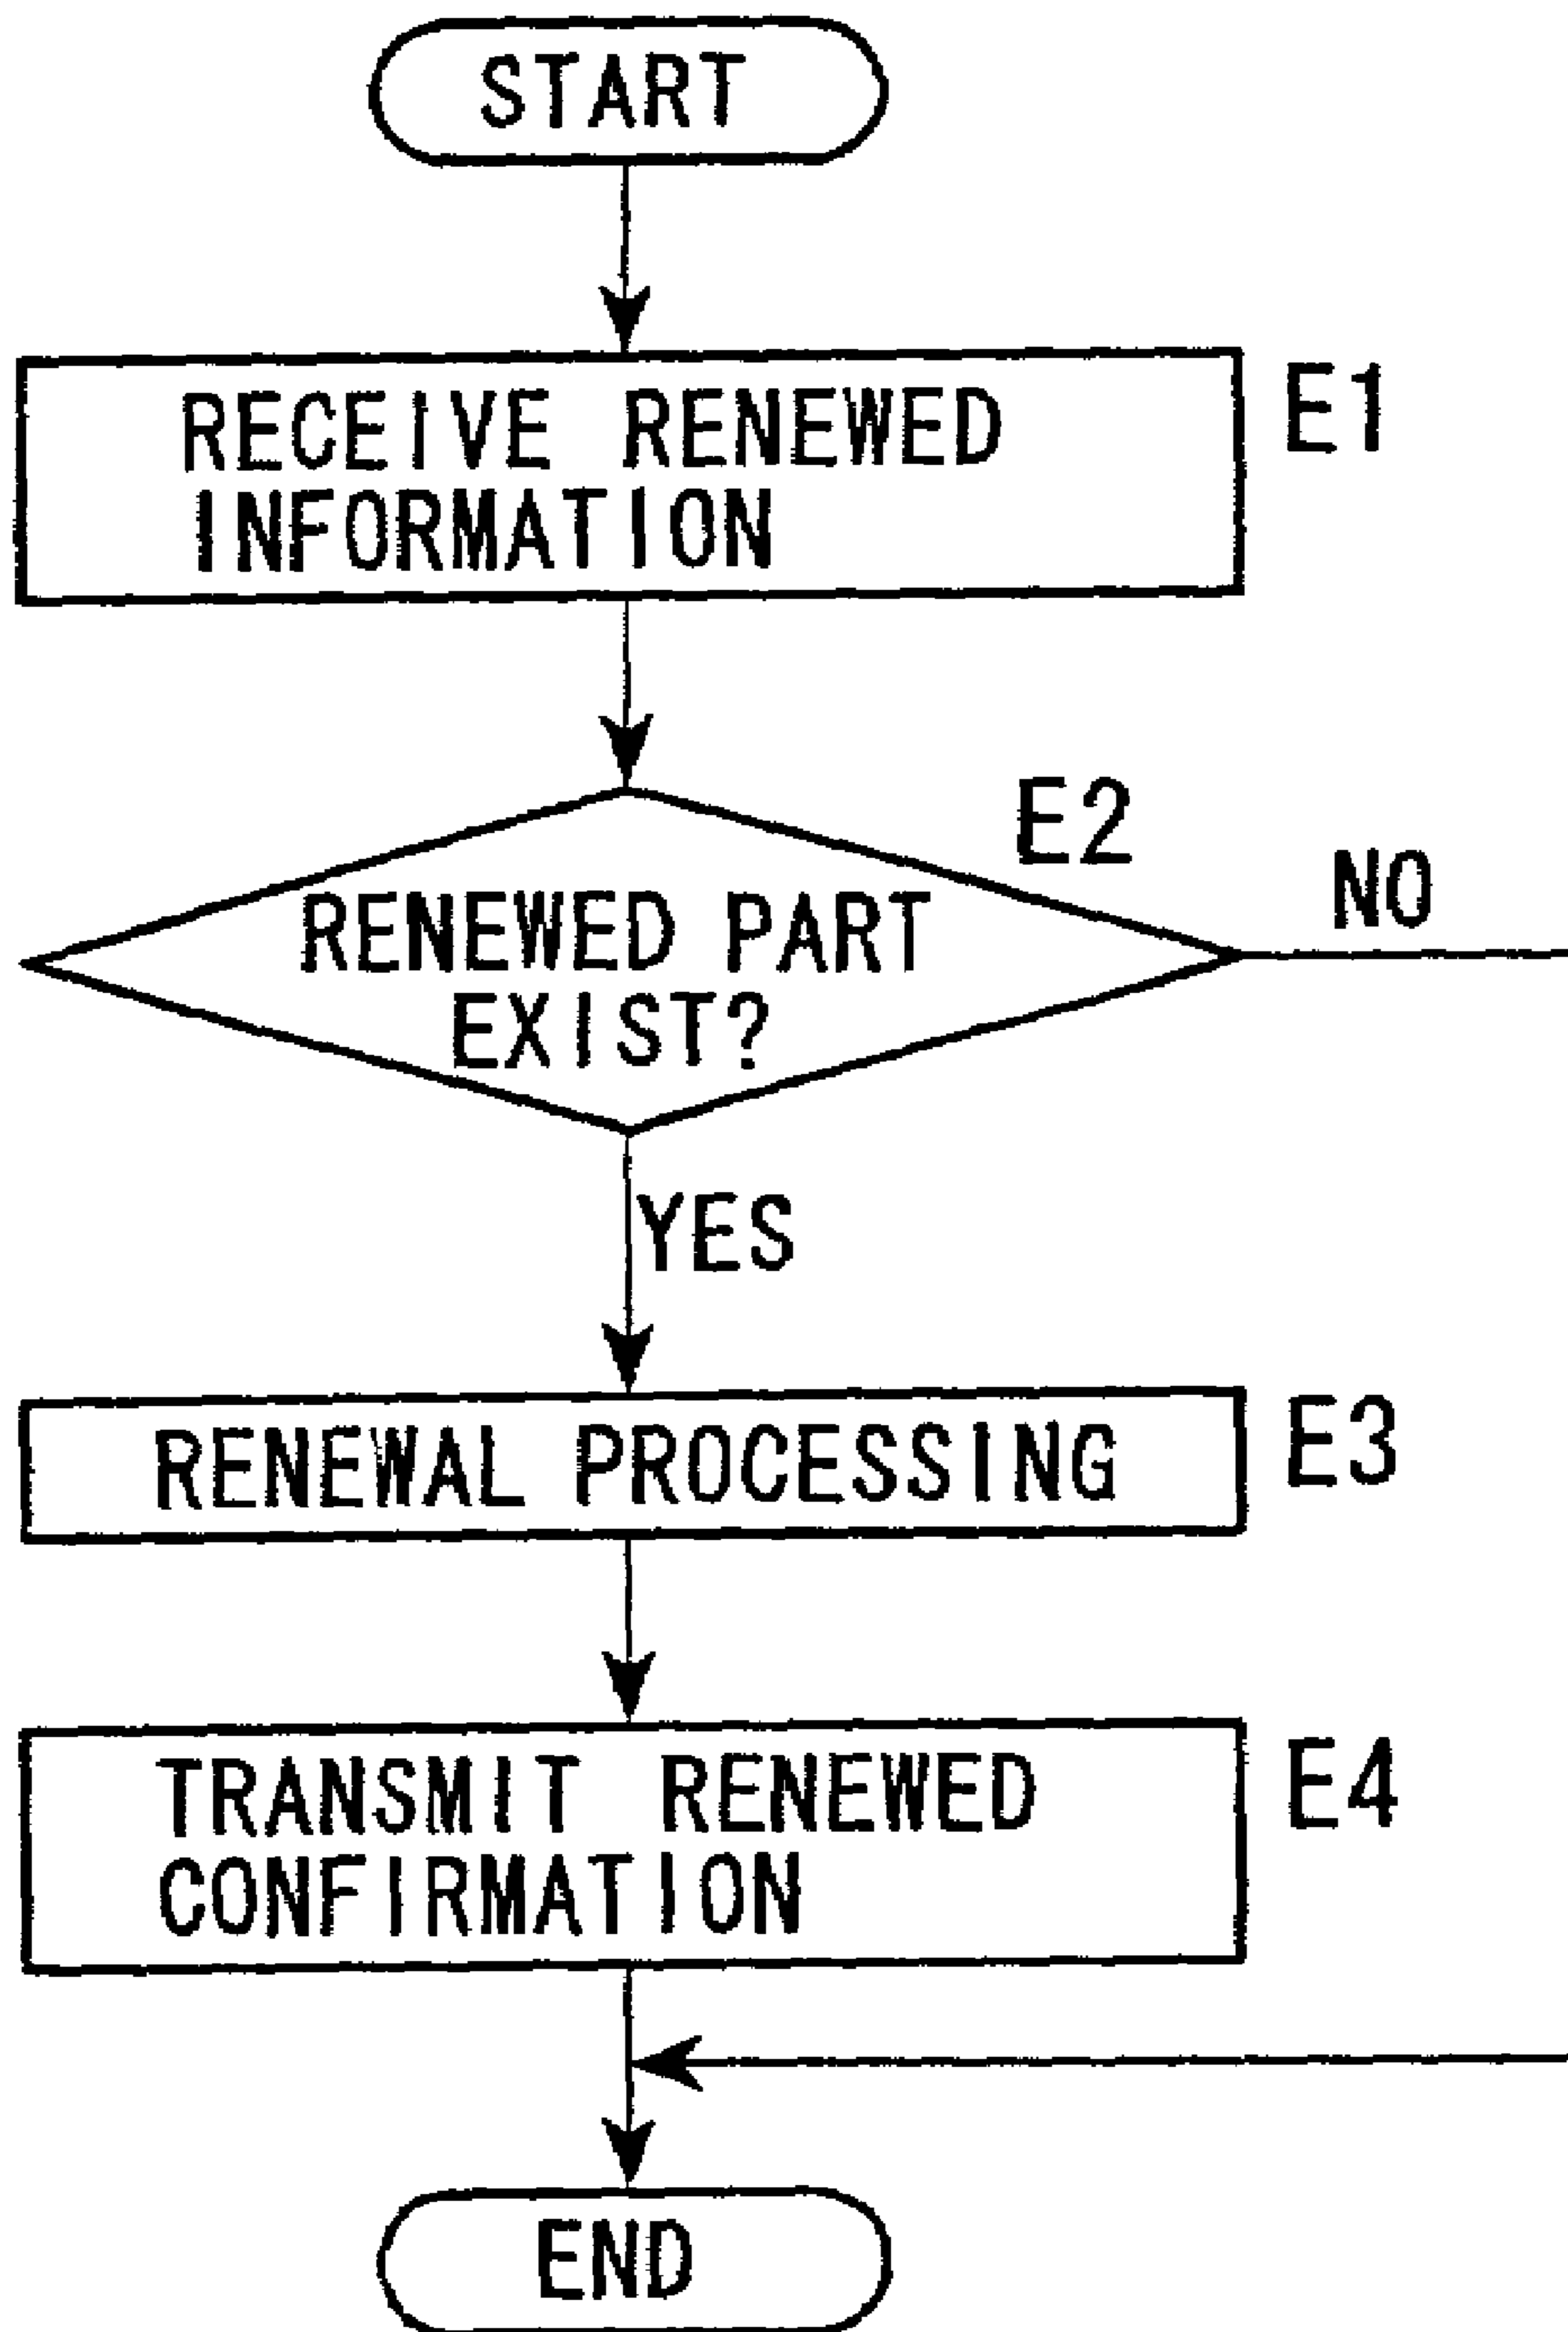 START
RECEIVE RENEWED
INFORMATION
E1
E2
RENEWED PART
EXIST?
NO
YES
RENEWAL PROCESSING
E3
TRANSMIT RENEWED
CONFIRMATION
E4
END